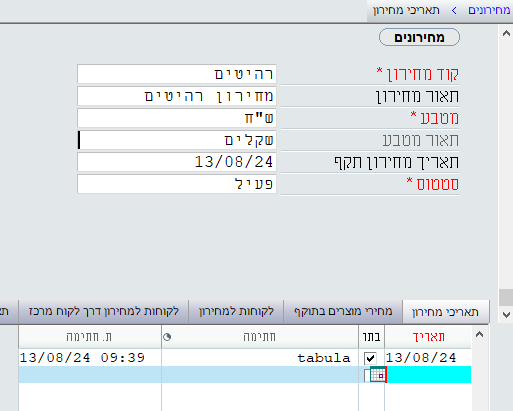 מחירונים > תאריכי מחירון
מחירונים
קוד מחירון * רהיטים
תאור מחירון מחירון רהיטים
מטבע * ש"ח
תאור מטבע שקלים
תאריך מחירון תקף 13/08/24
סטטוס * פעיל
תאריכי מחירון מחירי מוצרים בתוקף לקוחות למחירון לקוחות למחירון דרך לקוח מרכז
תאריך בתו חתימה ת. חתימה
13/08/24 tabula 13/08/24 09:39